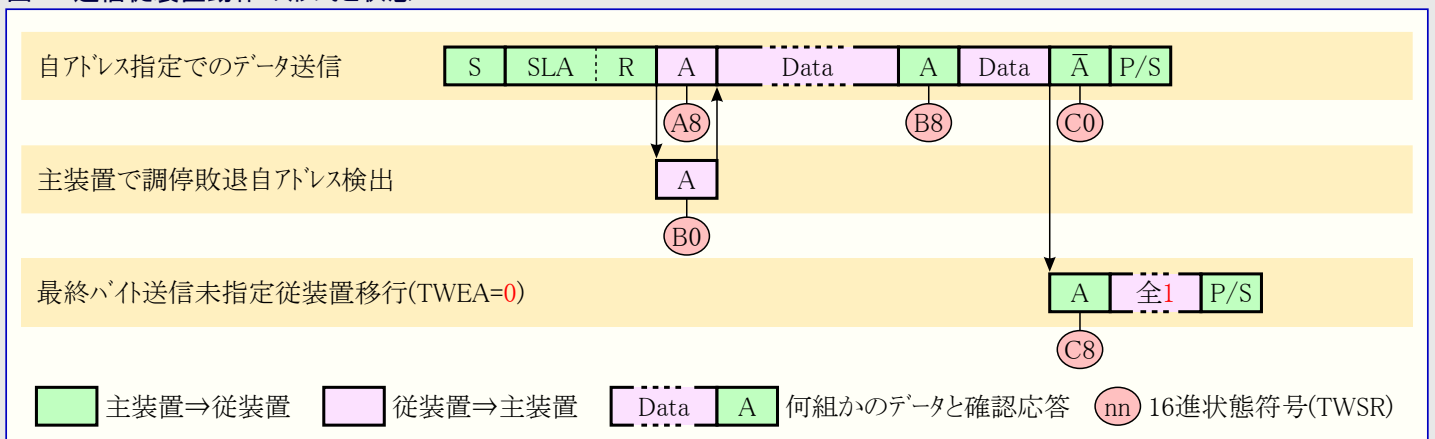 自アドレス指定でのデータ送信 S SLA R A Data A Data A̅ P/S
A8 B8 C0
主装置で調停敗退自アドレス検出 A
B0
最終バイト送信未指定従装置移行(TWEA=0) A 全1 P/S
C8
主装置⇒従装置 従装置⇒主装置 Data A 何組かのデータと確認応答 nn 16進状態符号(TWSR)